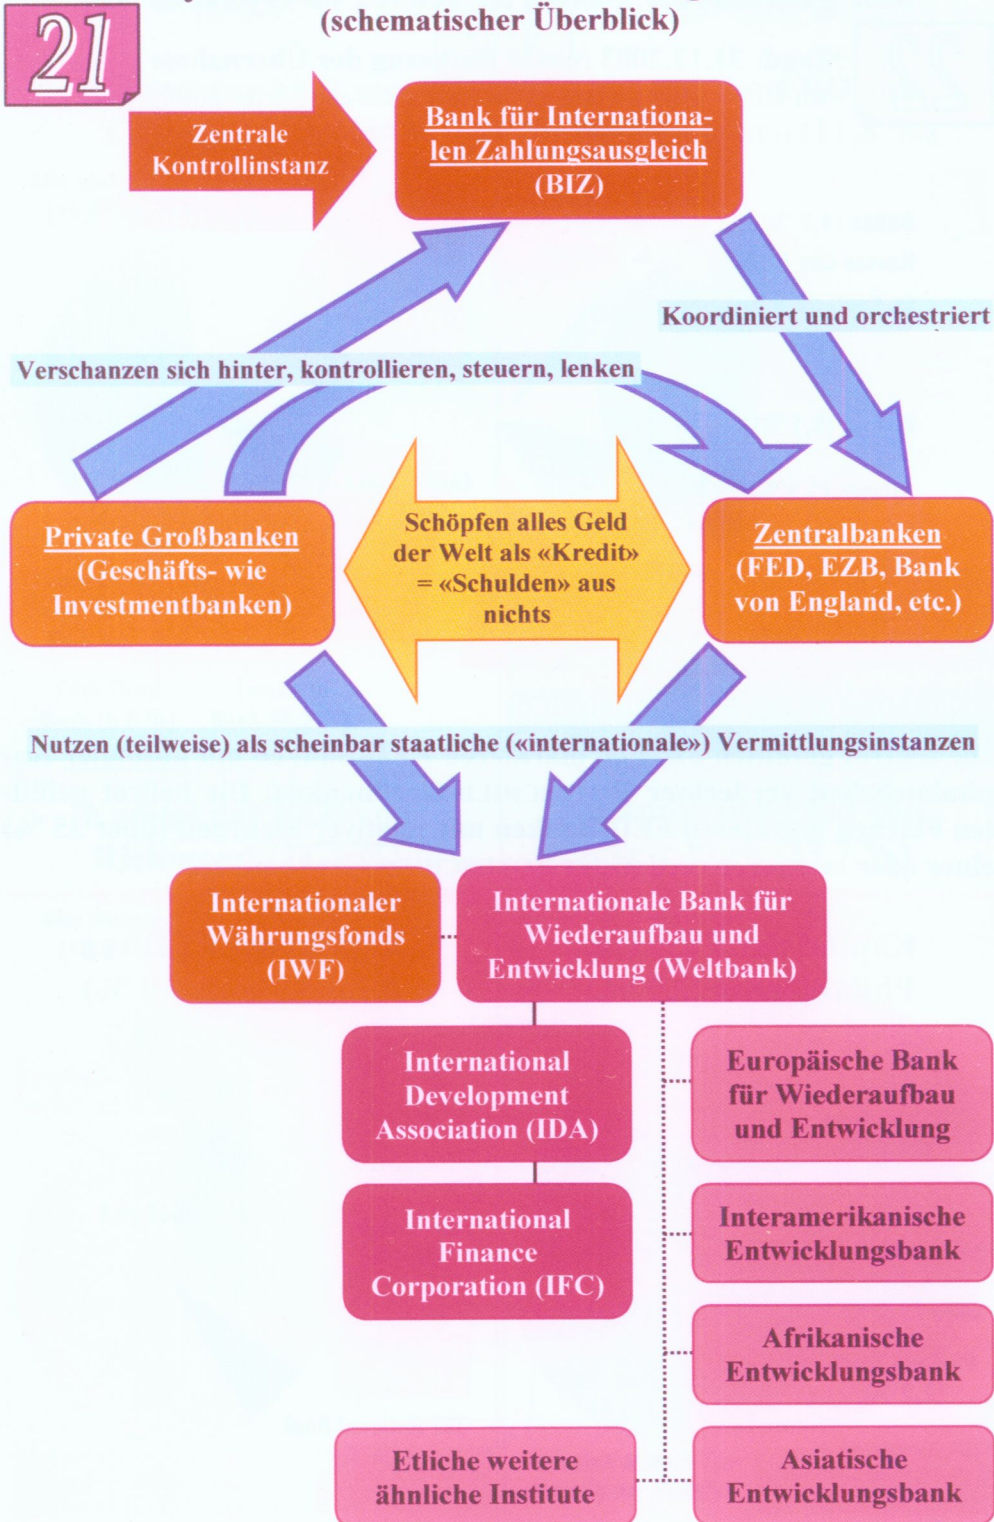 (schematischer Überblick)
21
Zentrale
Kontrollinstanz
Bank für Internationa-
len Zahlungsausgleich
(BIZ)
Koordiniert und orchestriert
Verschanzen sich hinter, kontrollieren, steuern, lenken
Private Großbanken
(Geschäfts- wie
Investmentbanken)
Schöpfen alles Geld
der Welt als «Kredit»
= «Schulden» aus
nichts
Zentralbanken
(FED, EZB, Bank
von England, etc.)
Nutzen (teilweise) als scheinbar staatliche («internationale») Vermittlungsinstanzen
Internationaler
Währungsfonds
(IWF)
Internationale Bank für
Wiederaufbau und
Entwicklung (Weltbank)
International
Development
Association (IDA)
Europäische Bank
für Wiederaufbau
und Entwicklung
International
Finance
Corporation (IFC)
Interamerikanische
Entwicklungsbank
Afrikanische
Entwicklungsbank
Etliche weitere
ähnliche Institute
Asiatische
Entwicklungsbank